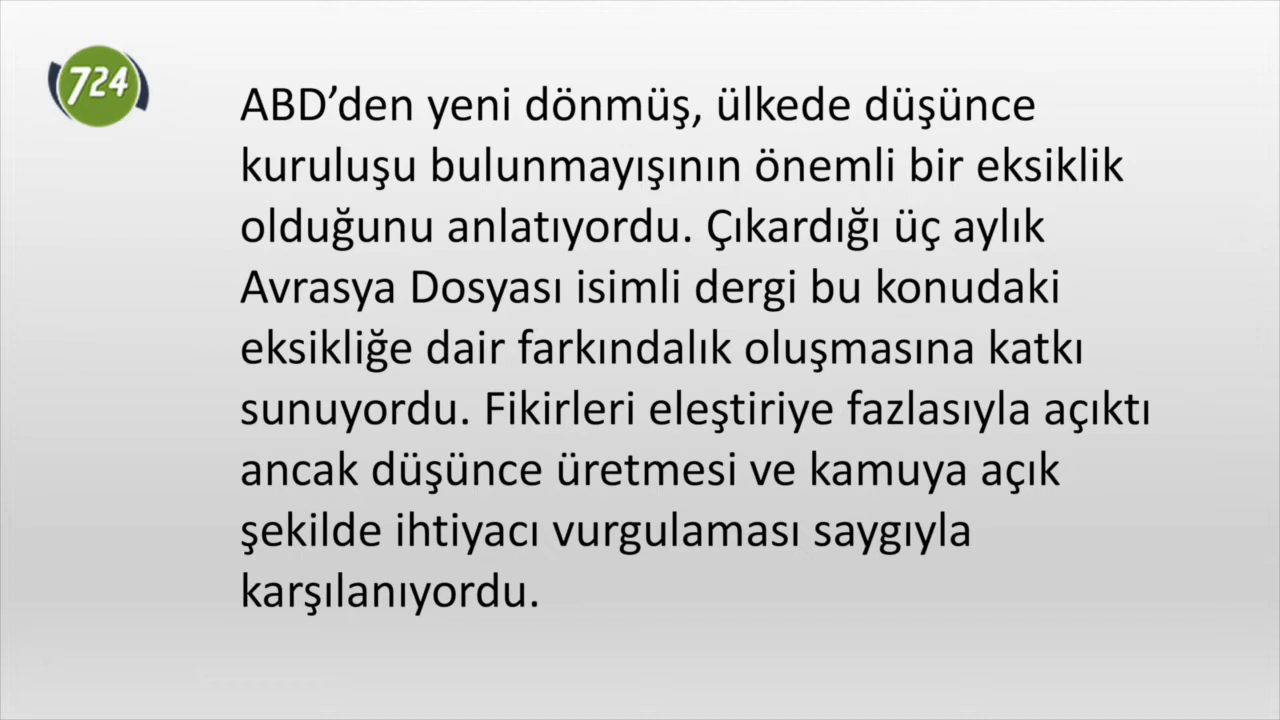 724
ABD’den yeni dönmüş, ülkede düşünce
kuruluşu bulunmayışının önemli bir eksiklik
olduğunu anlatıyordu. Çıkardığı üç aylık
Avrasya Dosyası isimli dergi bu konudaki
eksikliğe dair farkındalık oluşmasına katkı
sunuyordu. Fikirleri eleştiriye fazlasıyla açıktı
ancak düşünce üretmesi ve kamuya açık
şekilde ihtiyacı vurgulaması saygıyla
karşılanıyordu.